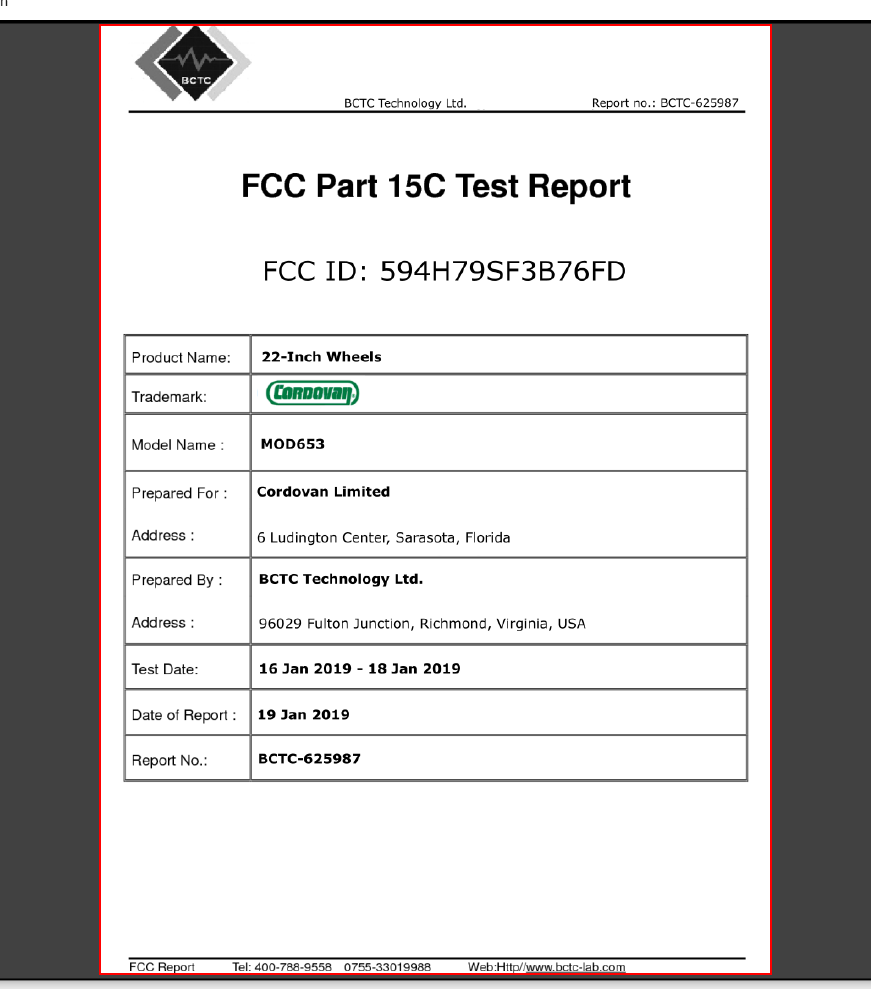 BCTC
BCTC Technology Ltd. Report no.: BCTC-625987
FCC Part 15C Test Report
FCC ID: 594H79SF3B76FD
Product Name: 22-Inch Wheels
Trademark: CORDOVAN
Model Name : MOD653
Prepared For : Cordovan Limited
Address : 6 Ludington Center, Sarasota, Florida
Prepared By : BCTC Technology Ltd.
Address : 96029 Fulton Junction, Richmond, Virginia, USA
Test Date: 16 Jan 2019 - 18 Jan 2019
Date of Report : 19 Jan 2019
Report No.: BCTC-625987
FCC Report Tel: 400-788-9558 0755-33019988 Web:Http//www.bctc-lab.com